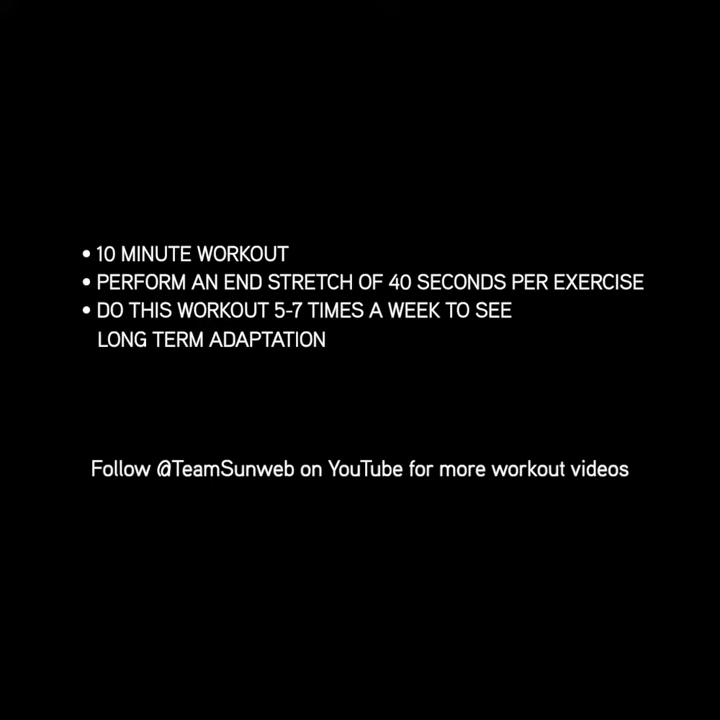 • 10 MINUTE WORKOUT
• PERFORM AN END STRETCH OF 40 SECONDS PER EXERCISE
• DO THIS WORKOUT 5-7 TIMES A WEEK TO SEE
LONG TERM ADAPTATION
Follow @TeamSunweb on YouTube for more workout videos